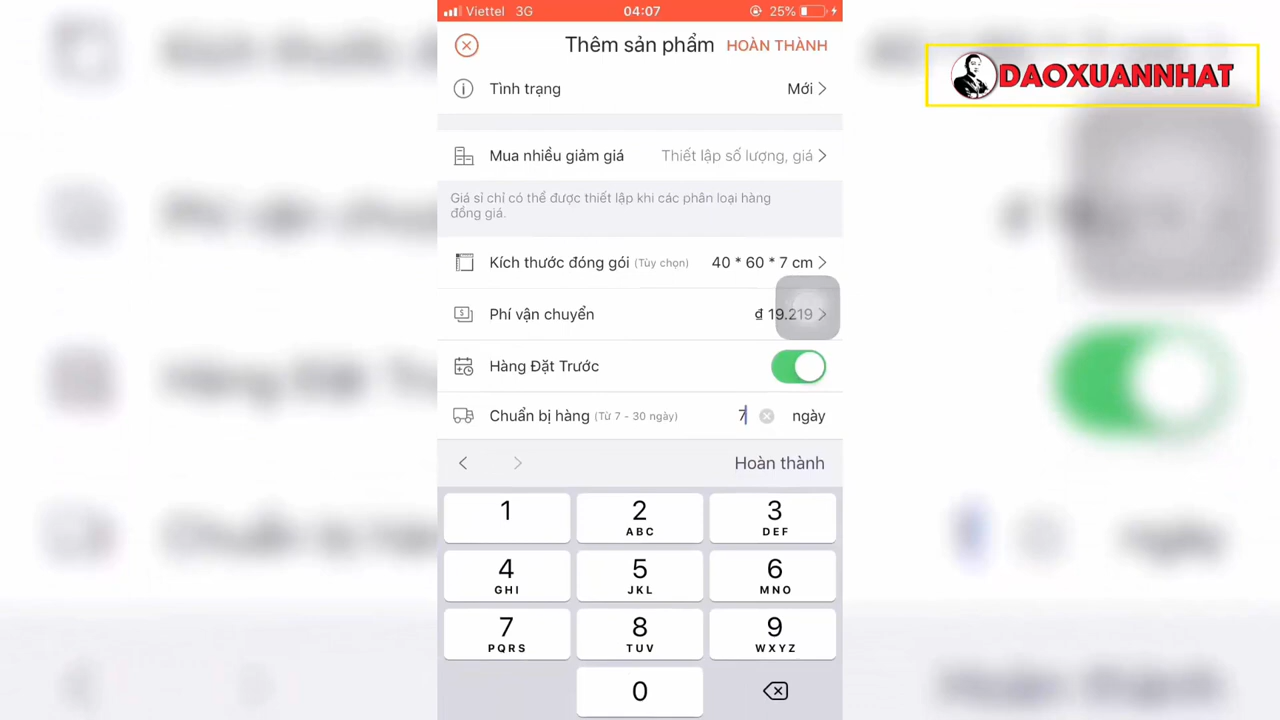 Viettel 3G 04:07 25%
Thêm sản phẩm HOÀN THÀNH
Tình trạng Mới
Mua nhiều giảm giá Thiết lập số lượng, giá
Giá sỉ chỉ có thể được thiết lập khi các phân loại hàng
đồng giá.
Kích thước đóng gói (Tùy chọn) 40 * 60 * 7 cm
Phí vận chuyển ₫ 19.219
Hàng Đặt Trước
Chuẩn bị hàng (Từ 7 - 30 ngày) 7 ngày
Hoàn thành
1 2 3
ABC DEF
4 5 6
GHI JKL MNO
7 8 9
PQRS TUV WXYZ
0
DAOXUANNHAT